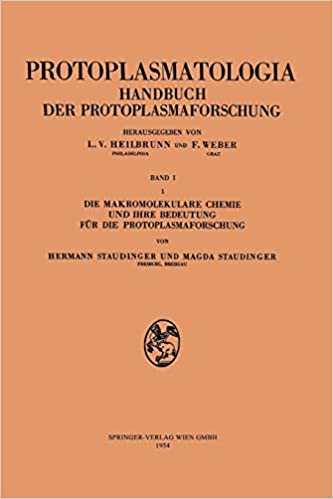 PROTOPLASMATOLOGIA
HANDBUCH
DER PROTOPLASMAFORSCHUNG
HERAUSGEGEBEN VON
L. V. HEILBRUNN UND F. WEBER
PHILADELPHIA GRAZ
BAND I
1
DIE MAKROMOLEKULARE CHEMIE
UND IHRE BEDEUTUNG
FÜR DIE PROTOPLASMAFORSCHUNG
VON
HERMANN STAUDINGER UND MAGDA STAUDINGER
FREIBURG, BREISGAU
SPRINGER-VERLAG WIEN GMBH
1954